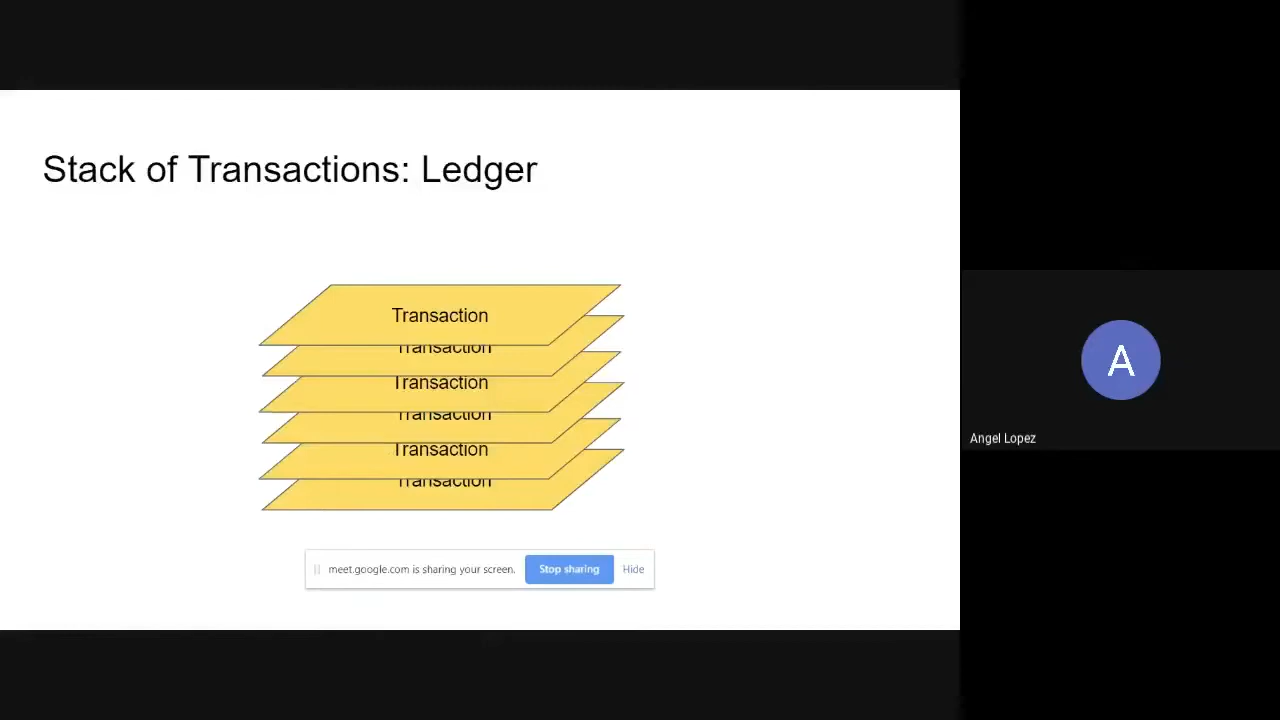 Stack of Transactions: Ledger
Transaction
Transaction
Transaction
Transaction
Transaction
Transaction
meet.google.com is sharing your screen.
Stop sharing
Hide
A
Angel Lopez